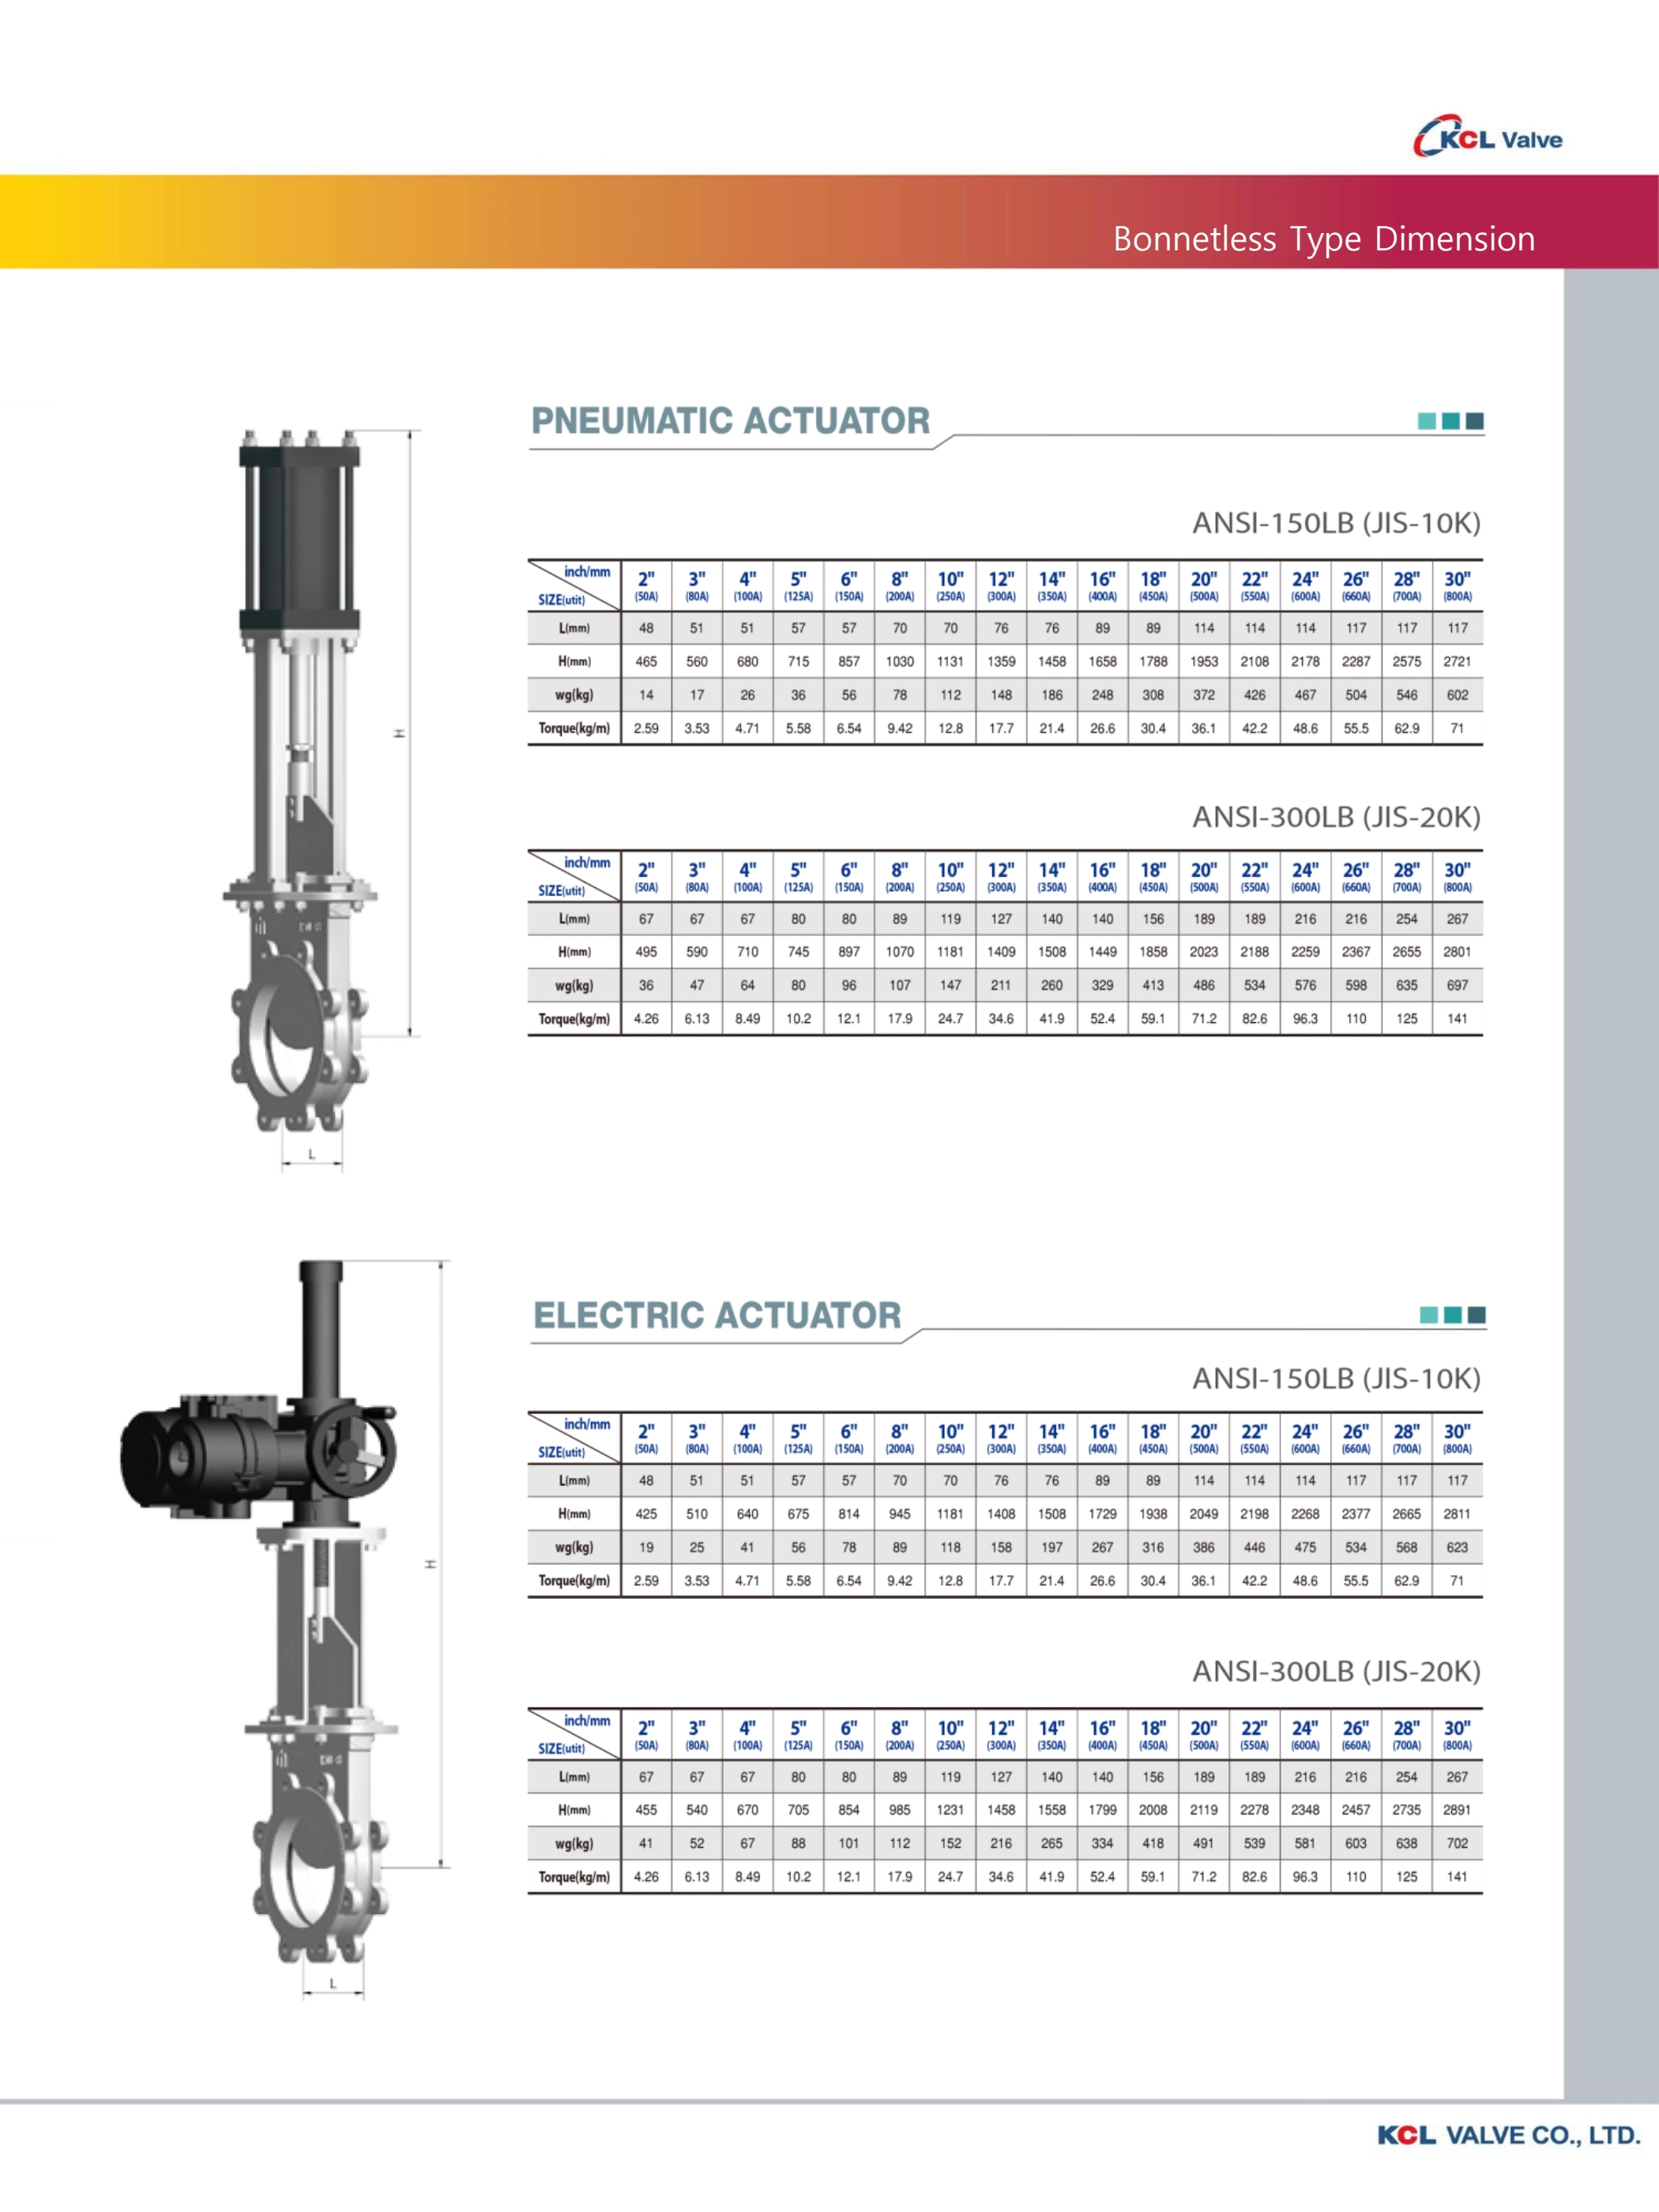 KCL Valve
Bonnetless Type Dimension
PNEUMATIC ACTUATOR
ANSI-150LB (JIS-10K)
inch/mm SIZE(utit) 2" 3" 4" 5" 6" 8" 10" 12" 14" 16" 18" 20" 22" 24" 26" 28" 30"
(50A) (80A) (100A) (125A) (150A) (200A) (250A) (300A) (350A) (400A) (450A) (500A) (550A) (600A) (660A) (700A) (800A)
L(mm) 48 51 51 57 57 70 70 76 76 89 89 114 114 114 117 117 117
H(mm) 465 560 680 715 857 1030 1131 1359 1458 1658 1788 1953 2108 2178 2287 2575 2721
wg(kg) 14 17 26 36 56 78 112 148 186 248 308 372 426 467 504 546 602
Torque(kg/m) 2.59 3.53 4.71 5.58 6.54 9.42 12.8 17.7 21.4 26.6 30.4 36.1 42.2 48.6 55.5 62.9 71
ANSI-300LB (JIS-20K)
inch/mm SIZE(utit) 2" 3" 4" 5" 6" 8" 10" 12" 14" 16" 18" 20" 22" 24" 26" 28" 30"
(50A) (80A) (100A) (125A) (150A) (200A) (250A) (300A) (350A) (400A) (450A) (500A) (550A) (600A) (660A) (700A) (800A)
L(mm) 67 67 67 80 80 89 119 127 140 140 156 189 189 216 216 254 267
H(mm) 495 590 710 745 897 1070 1181 1409 1508 1449 1858 2023 2188 2259 2367 2655 2801
wg(kg) 36 47 64 80 96 107 147 211 260 329 413 486 534 576 598 635 697
Torque(kg/m) 4.26 6.13 8.49 10.2 12.1 17.9 24.7 34.6 41.9 52.4 59.1 71.2 82.6 96.3 110 125 141
H
L
ELECTRIC ACTUATOR
ANSI-150LB (JIS-10K)
inch/mm SIZE(utit) 2" 3" 4" 5" 6" 8" 10" 12" 14" 16" 18" 20" 22" 24" 26" 28" 30"
(50A) (80A) (100A) (125A) (150A) (200A) (250A) (300A) (350A) (400A) (450A) (500A) (550A) (600A) (660A) (700A) (800A)
L(mm) 48 51 51 57 57 70 70 76 76 89 89 114 114 114 117 117 117
H(mm) 425 510 640 675 814 945 1181 1408 1508 1729 1938 2049 2198 2268 2377 2665 2811
wg(kg) 19 25 41 56 78 89 118 158 197 267 316 386 446 475 534 568 623
Torque(kg/m) 2.59 3.53 4.71 5.58 6.54 9.42 12.8 17.7 21.4 26.6 30.4 36.1 42.2 48.6 55.5 62.9 71
ANSI-300LB (JIS-20K)
inch/mm SIZE(utit) 2" 3" 4" 5" 6" 8" 10" 12" 14" 16" 18" 20" 22" 24" 26" 28" 30"
(50A) (80A) (100A) (125A) (150A) (200A) (250A) (300A) (350A) (400A) (450A) (500A) (550A) (600A) (660A) (700A) (800A)
L(mm) 67 67 67 80 80 89 119 127 140 140 156 189 189 216 216 254 267
H(mm) 455 540 670 705 854 985 1231 1458 1558 1799 2008 2119 2278 2348 2457 2735 2891
wg(kg) 41 52 67 88 101 112 152 216 265 334 418 491 539 581 603 638 702
Torque(kg/m) 4.26 6.13 8.49 10.2 12.1 17.9 24.7 34.6 41.9 52.4 59.1 71.2 82.6 96.3 110 125 141
H
L
KCL VALVE CO., LTD.